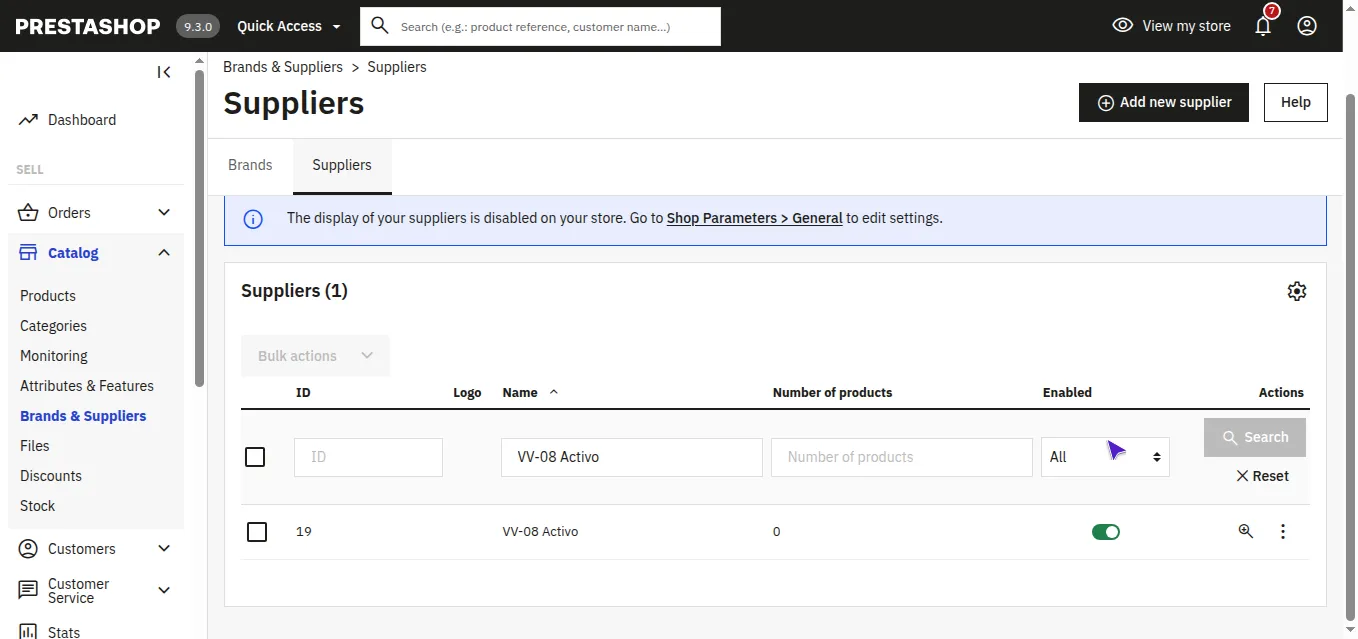 PRESTASHOP 9.3.0 Quick Access Search (e.g.: product reference, customer name…) View my store 7
Brands & Suppliers > Suppliers
Suppliers
Add new supplier Help
Brands Suppliers
The display of your suppliers is disabled on your store. Go to Shop Parameters > General to edit settings.
Dashboard
SELL
Orders
Catalog
Products
Categories
Monitoring
Attributes & Features
Brands & Suppliers
Files
Discounts
Stock
Customers
Customer
Service
Stats
Suppliers (1)
Bulk actions
ID Logo Name Number of products Enabled Actions
ID VV-08 Activo Number of products All Search
Reset
19 VV-08 Activo 0